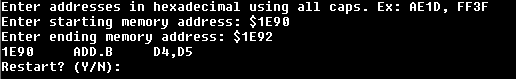 Enter addresses in hexadecimal using all caps. Ex: AE1D, FF3F
Enter starting memory address: $1E90
Enter ending memory address: $1E92
1E90 ADD.B D4,D5
Restart? (Y/N):